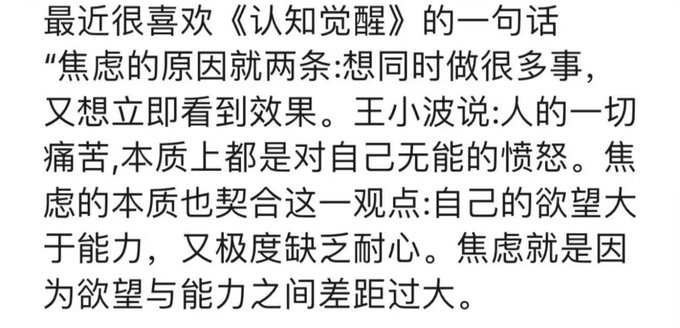 最近很喜欢《认知觉醒》的一句话
“焦虑的原因就两条:想同时做很多事，
又想立即看到效果。王小波说:人的一切
痛苦,本质上都是对自己无能的愤怒。焦
虑的本质也契合这一观点:自己的欲望大
于能力，又极度缺乏耐心。焦虑就是因
为欲望与能力之间差距过大。